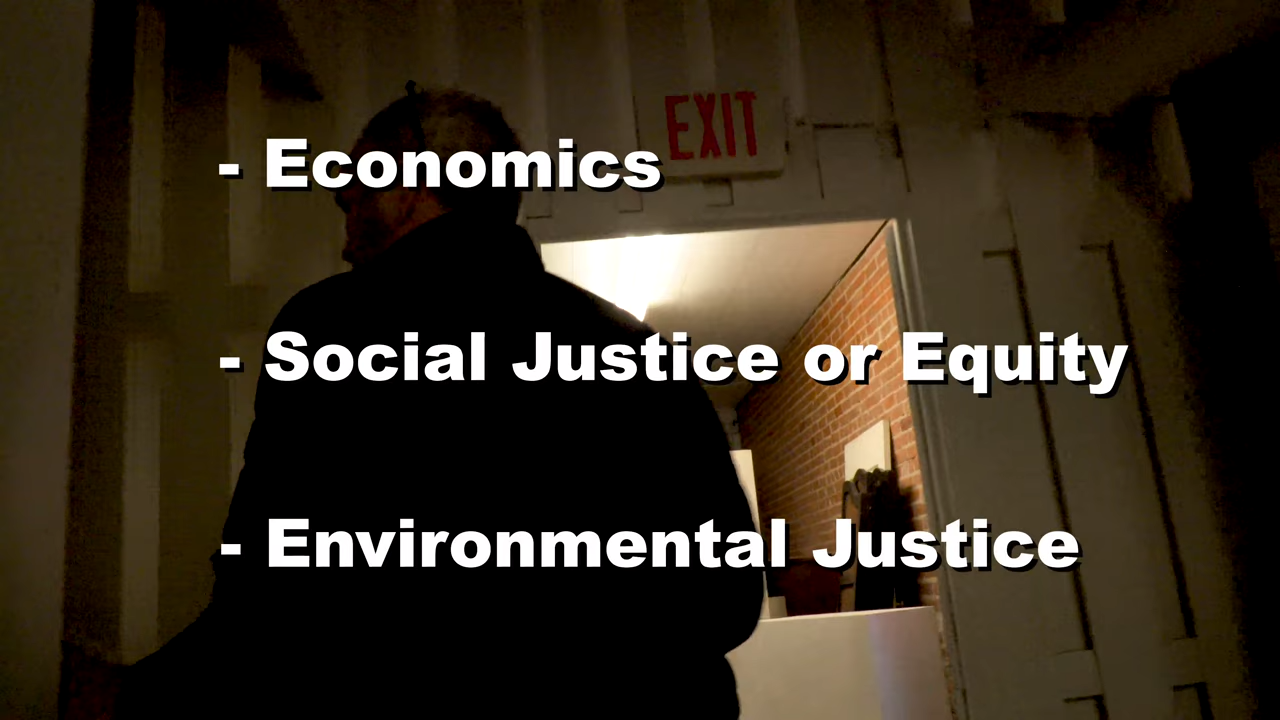 EXIT
- Economics
- Social Justice or Equity
- Environmental Justice